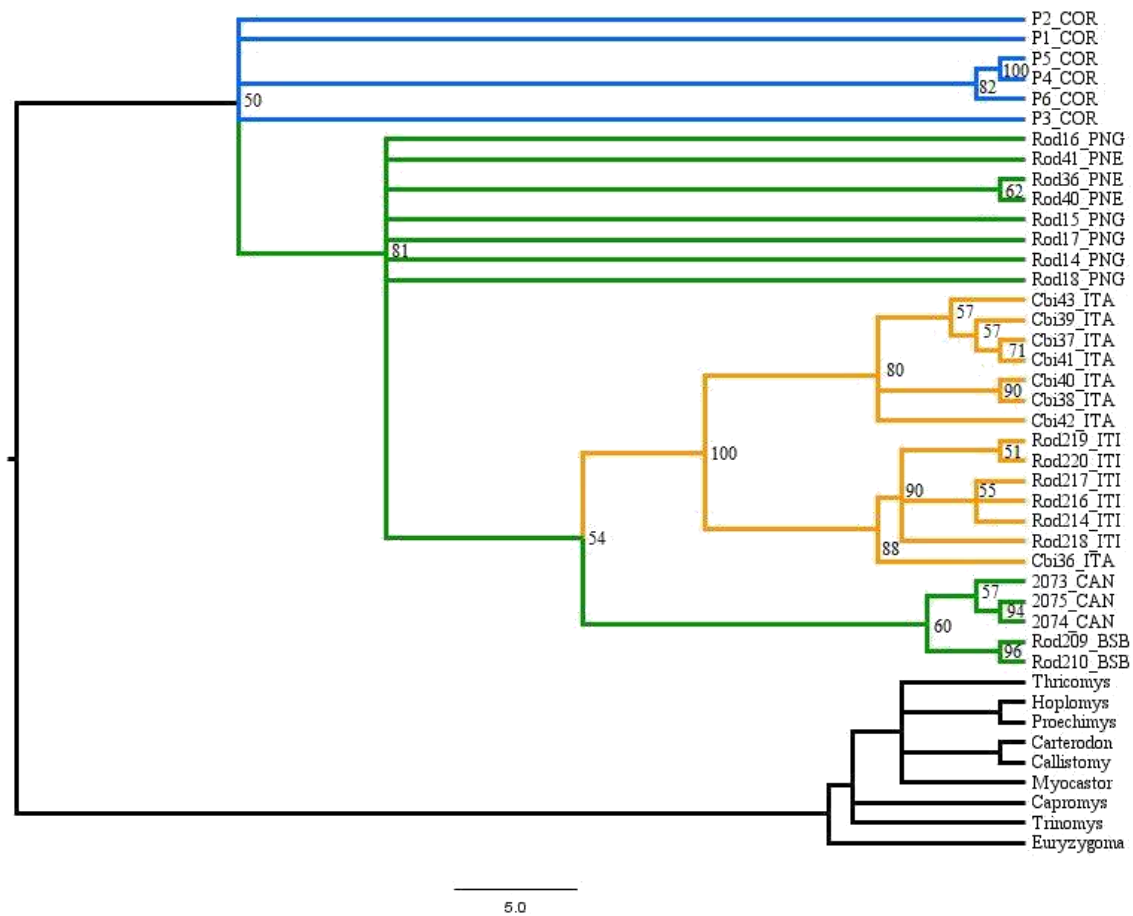 P2_COR
P1_COR
P5_COR
100
P4_COR
82
P6_COR
50
P3_COR
Rod16_PNG
Rod41_PNE
Rod36_PNE
62
Rod40_PNE
Rod15_PNG
Rod17_PNG
81
Rod14_PNG
Rod18_PNG
Cbi43_ITA
57
Cbi39_ITA
57
Cbi37_ITA
71
Cbi41_ITA
80
Cbi40_ITA
90
Cbi38_ITA
Cbi42_ITA
Rod219_ITI
100
51
Rod220_ITI
Rod217_ITI
90
55
Rod216_ITI
Rod214_ITI
54
Rod218_ITI
88
Cbi36_ITA
2073_CAN
57
2075_CAN
94
2074_CAN
60
Rod209_BSB
96
Rod210_BSB
Thricomys
Hoplomys
Proechimys
Carterodon
Callistomy
Myocastor
Capromys
Trinomys
Euryzygoma
5.0